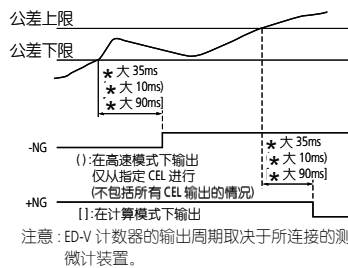 公差上限
公差下限
* 大 35ms
* 大 10ms)
* 大 90ms]
-NG
* 大 35ms
* 大 10ms)
* 大 90ms]
( ):在高速模式下输出
仅从指定 CEL 进行
(不包括所有 CEL 输出的情况)
+NG
[ ]:在计算模式下输出
注意 : ED-V 计数器的输出周期取决于所连接的测
微计装置。